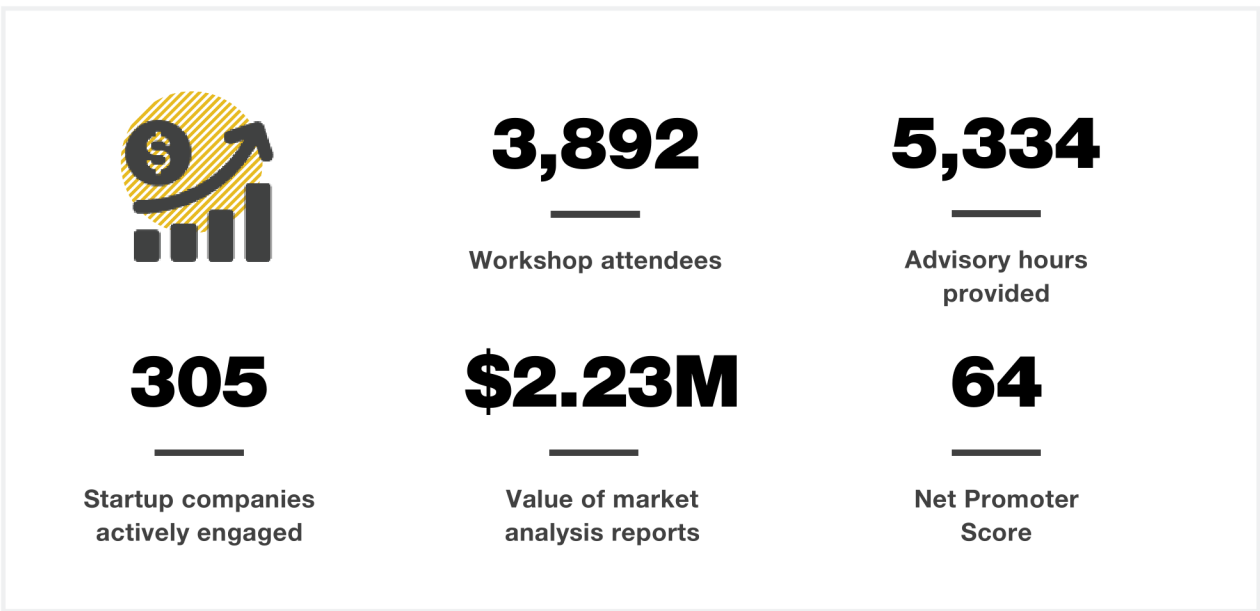 $
3,892
Workshop attendees
5,334
Advisory hours
provided
305
Startup companies
actively engaged
$2.23M
Value of market
analysis reports
64
Net Promoter
Score